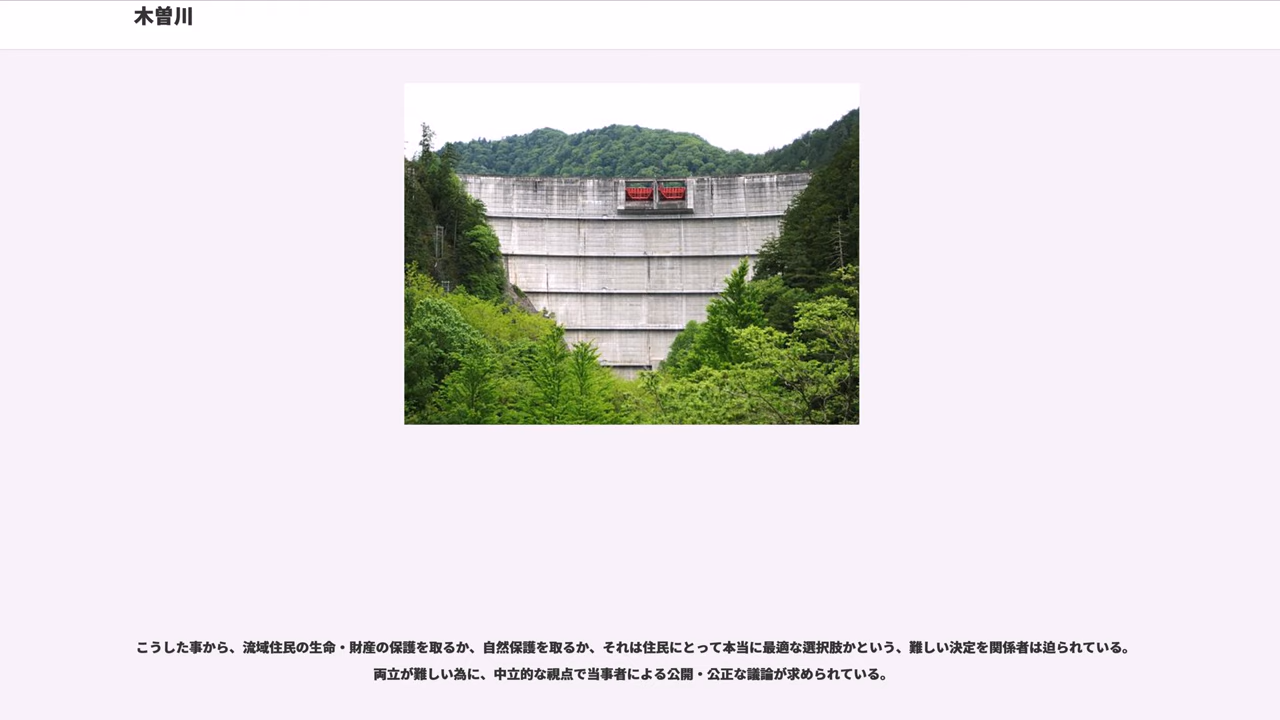 木曽川
こうした事から、流域住民の生命・財産の保護を取るか、自然保護を取るか、それは住民にとって本当に最適な選択肢かという、難しい決定を関係者は迫られている。
両立が難しい為に、中立的な視点で当事者による公開・公正な議論が求められている。